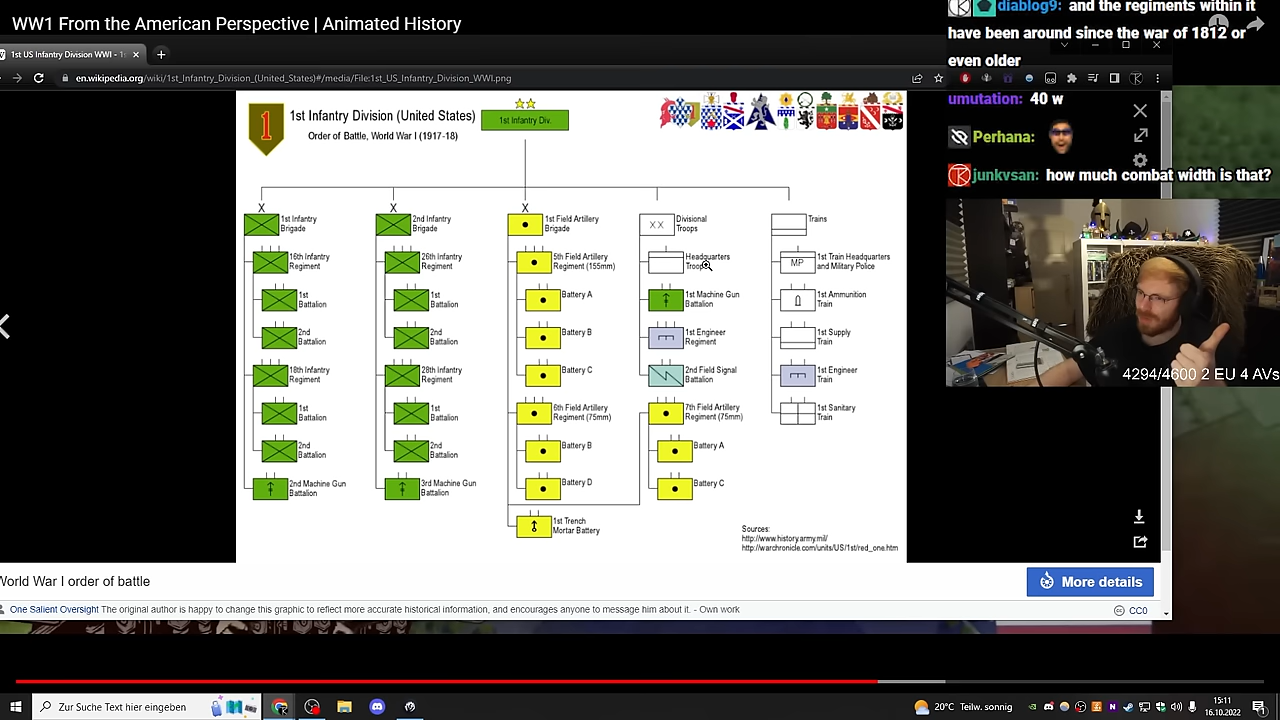 WW1 From the American Perspective | Animated History
diablog9: and the regiments within it
have been around since the war of 1812 or
even older
umutation: 40 w
Perhana:
junkvsan: how much combat width is that?
1st US Infantry Division WWI - 1
en.wikipedia.org/wiki/1st_Infantry_Division_(United_States)#/media/File:1st_US_Infantry_Division_WWI.png
1st Infantry Division (United States)
Order of Battle, World War I (1917-18)
1st Infantry Div.
X
1st Infantry
Brigade
16th Infantry
Regiment
1st
Battalion
2nd
Battalion
18th Infantry
Regiment
1st
Battalion
2nd
Battalion
2nd Machine Gun
Battalion
X
2nd Infantry
Brigade
26th Infantry
Regiment
1st
Battalion
2nd
Battalion
28th Infantry
Regiment
1st
Battalion
2nd
Battalion
3rd Machine Gun
Battalion
X
1st Field Artillery
Brigade
5th Field Artillery
Regiment (155mm)
Battery A
Battery B
Battery C
6th Field Artillery
Regiment (75mm)
Battery B
Battery D
1st Trench
Mortar Battery
XX
Divisional
Troops
Headquarters
Troops
1st Machine Gun
Battalion
1st Engineer
Regiment
2nd Field Signal
Battalion
7th Field Artillery
Regiment (75mm)
Battery A
Battery C
Trains
MP
1st Train Headquarters
and Military Police
1st Ammunition
Train
1st Supply
Train
1st Engineer
Train
1st Sanitary
Train
Sources:
http://www.history.army.mil/
http://warchronicle.com/units/US/1st/red_one.htm
4294/4600 2 EU 4 AVs
World War I order of battle
More details
One Salient Oversight The original author is happy to change this graphic to reflect more accurate historical information, and encourages anyone to message him about it. - Own work
CC0
Zur Suche Text hier eingeben
20°C Teilw. sonnig
15:11
16.10.2022